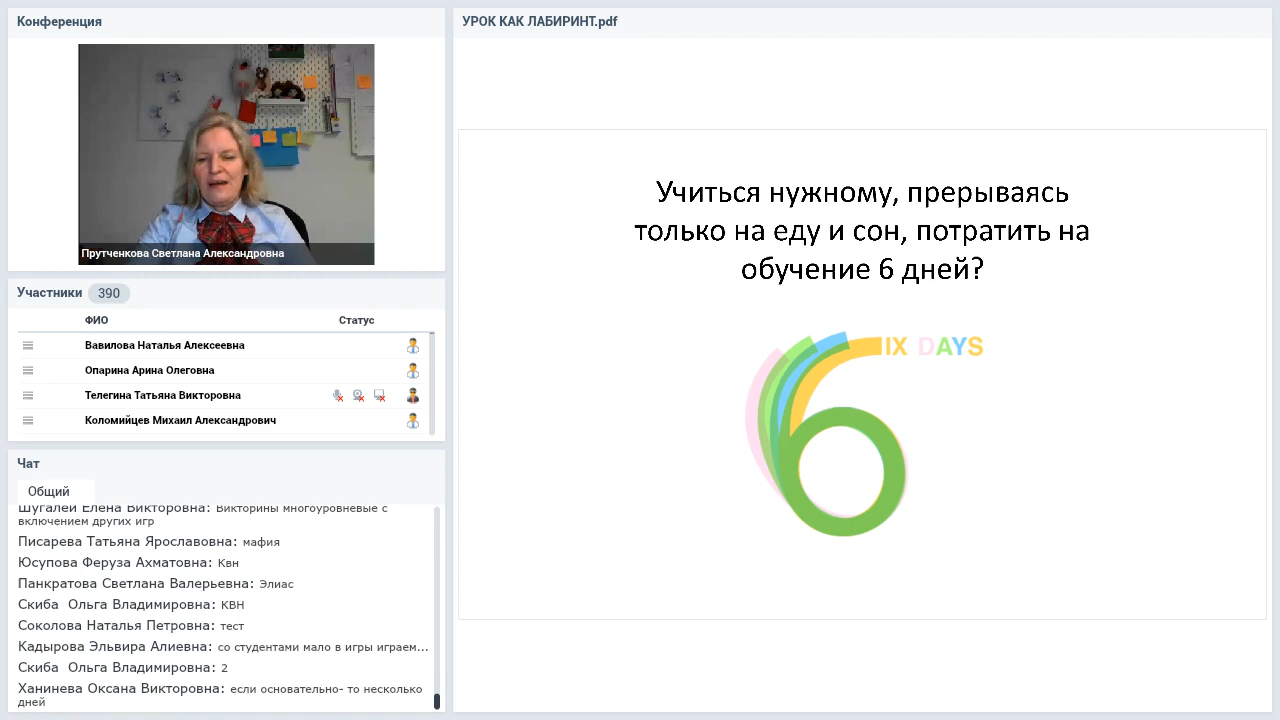 Конференция
Прутченкова Светлана Александровна
Участники 390
ФИО Статус
Вавилова Наталья Алексеевна
Опарина Арина Олеговна
Телегина Татьяна Викторовна
Коломийцев Михаил Александрович
Чат
Общий
Шугалей Елена Викторовна: Викторины многоуровневые с
включением других игр
Писарева Татьяна Ярославовна: мафия
Юсупова Феруза Ахматовна: Квн
Панкратова Светлана Валерьевна: Элиас
Скиба Ольга Владимировна: КВН
Соколова Наталья Петровна: тест
Кадырова Эльвира Алиевна: со студентами мало в игры играем...
Скиба Ольга Владимировна: 2
Ханинева Оксана Викторовна: если основательно- то несколько
дней
УРОК КАК ЛАБИРИНТ.pdf
Учиться нужному, прерываясь
только на еду и сон, потратить на
обучение 6 дней?
6IX DAYS